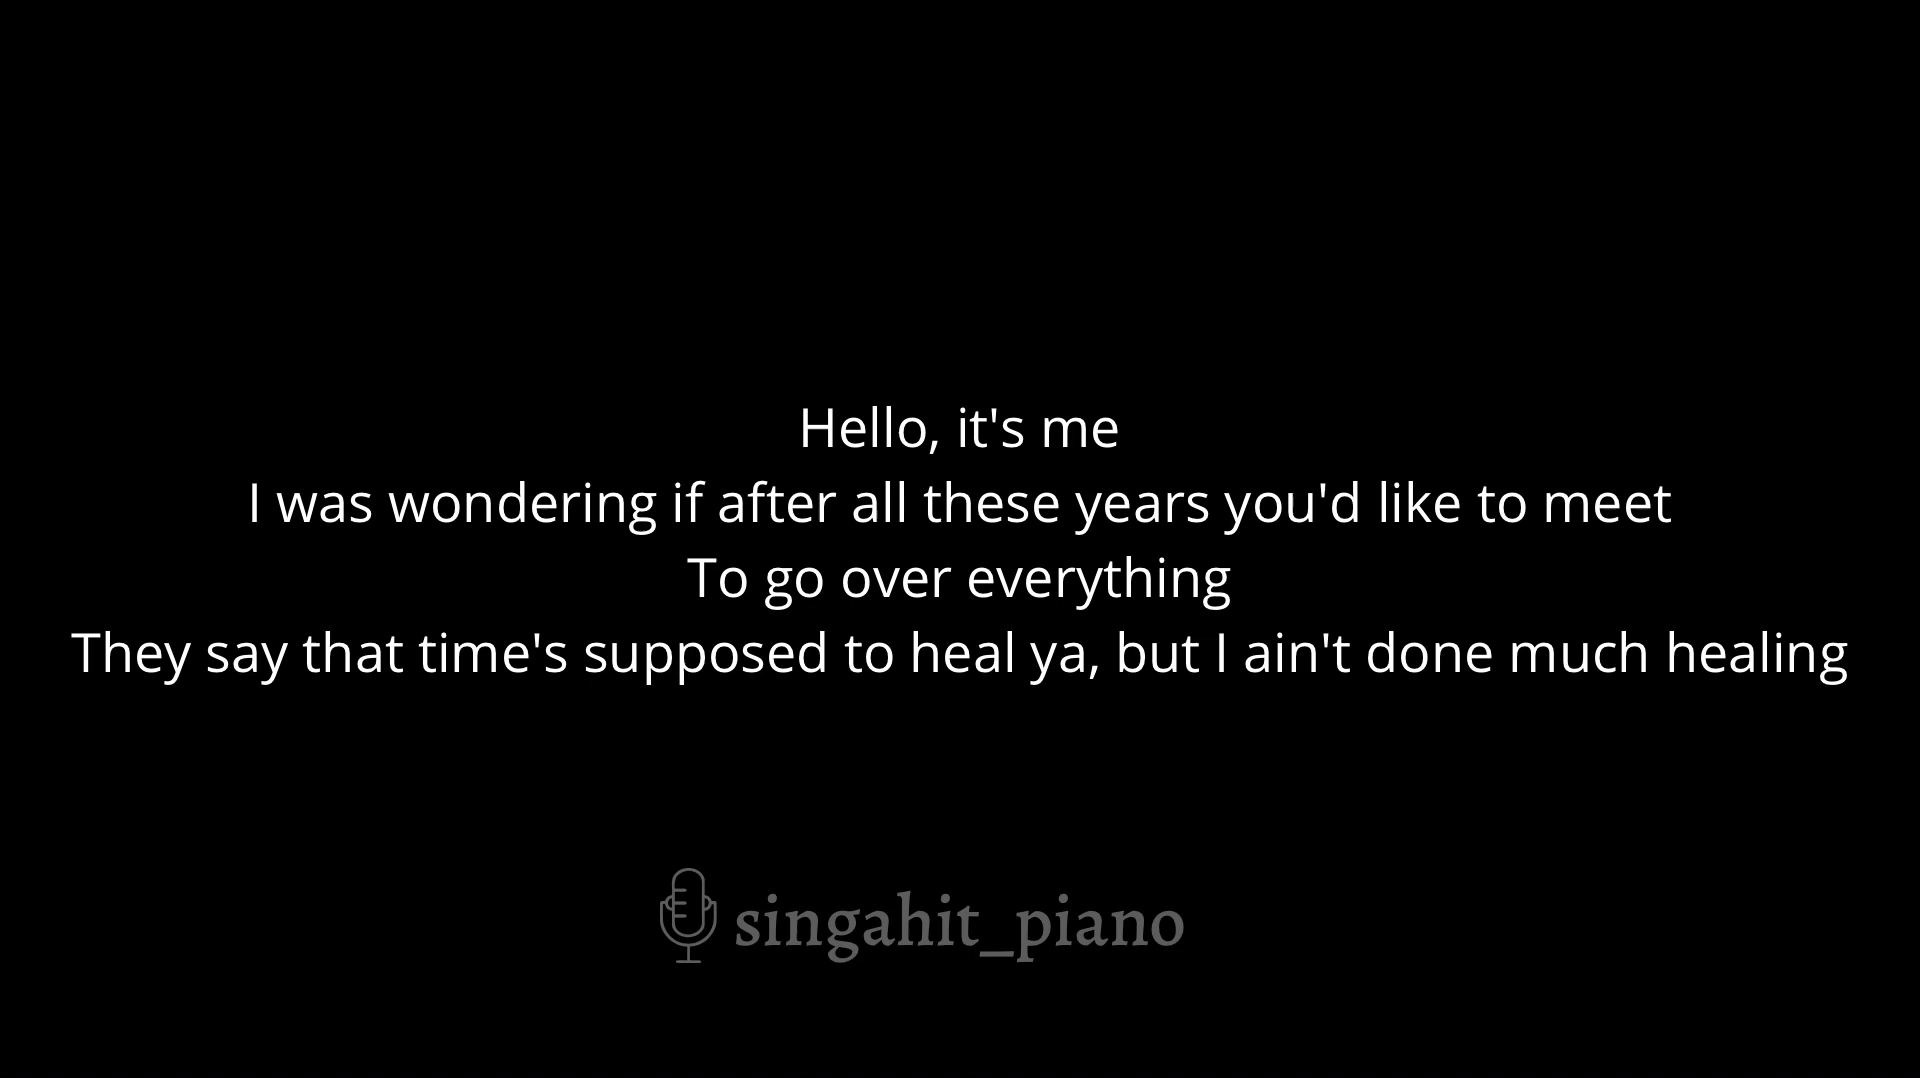 Hello, it's me
I was wondering if after all these years you'd like to meet
To go over everything
They say that time's supposed to heal ya, but I ain't done much healing
singahit_piano